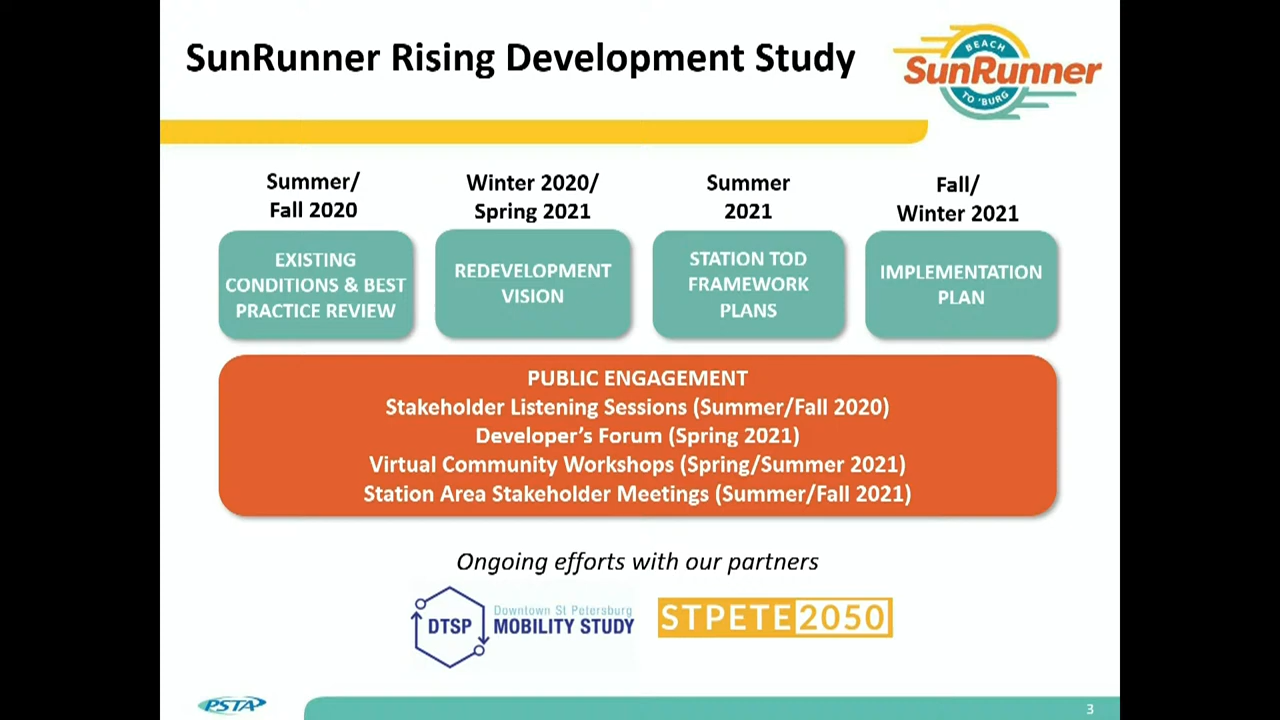 SunRunner Rising Development Study
BEACH
SunRunner
TO 'BURG
Summer/
Fall 2020
Winter 2020/
Spring 2021
Summer
2021
Fall/
Winter 2021
EXISTING
CONDITIONS & BEST
PRACTICE REVIEW
REDEVELOPMENT
VISION
STATION TOD
FRAMEWORK
PLANS
IMPLEMENTATION
PLAN
PUBLIC ENGAGEMENT
Stakeholder Listening Sessions (Summer/Fall 2020)
Developer's Forum (Spring 2021)
Virtual Community Workshops (Spring/Summer 2021)
Station Area Stakeholder Meetings (Summer/Fall 2021)
Ongoing efforts with our partners
DTSP
Downtown St Petersburg
MOBILITY STUDY
STPETE2050
PSTA
3